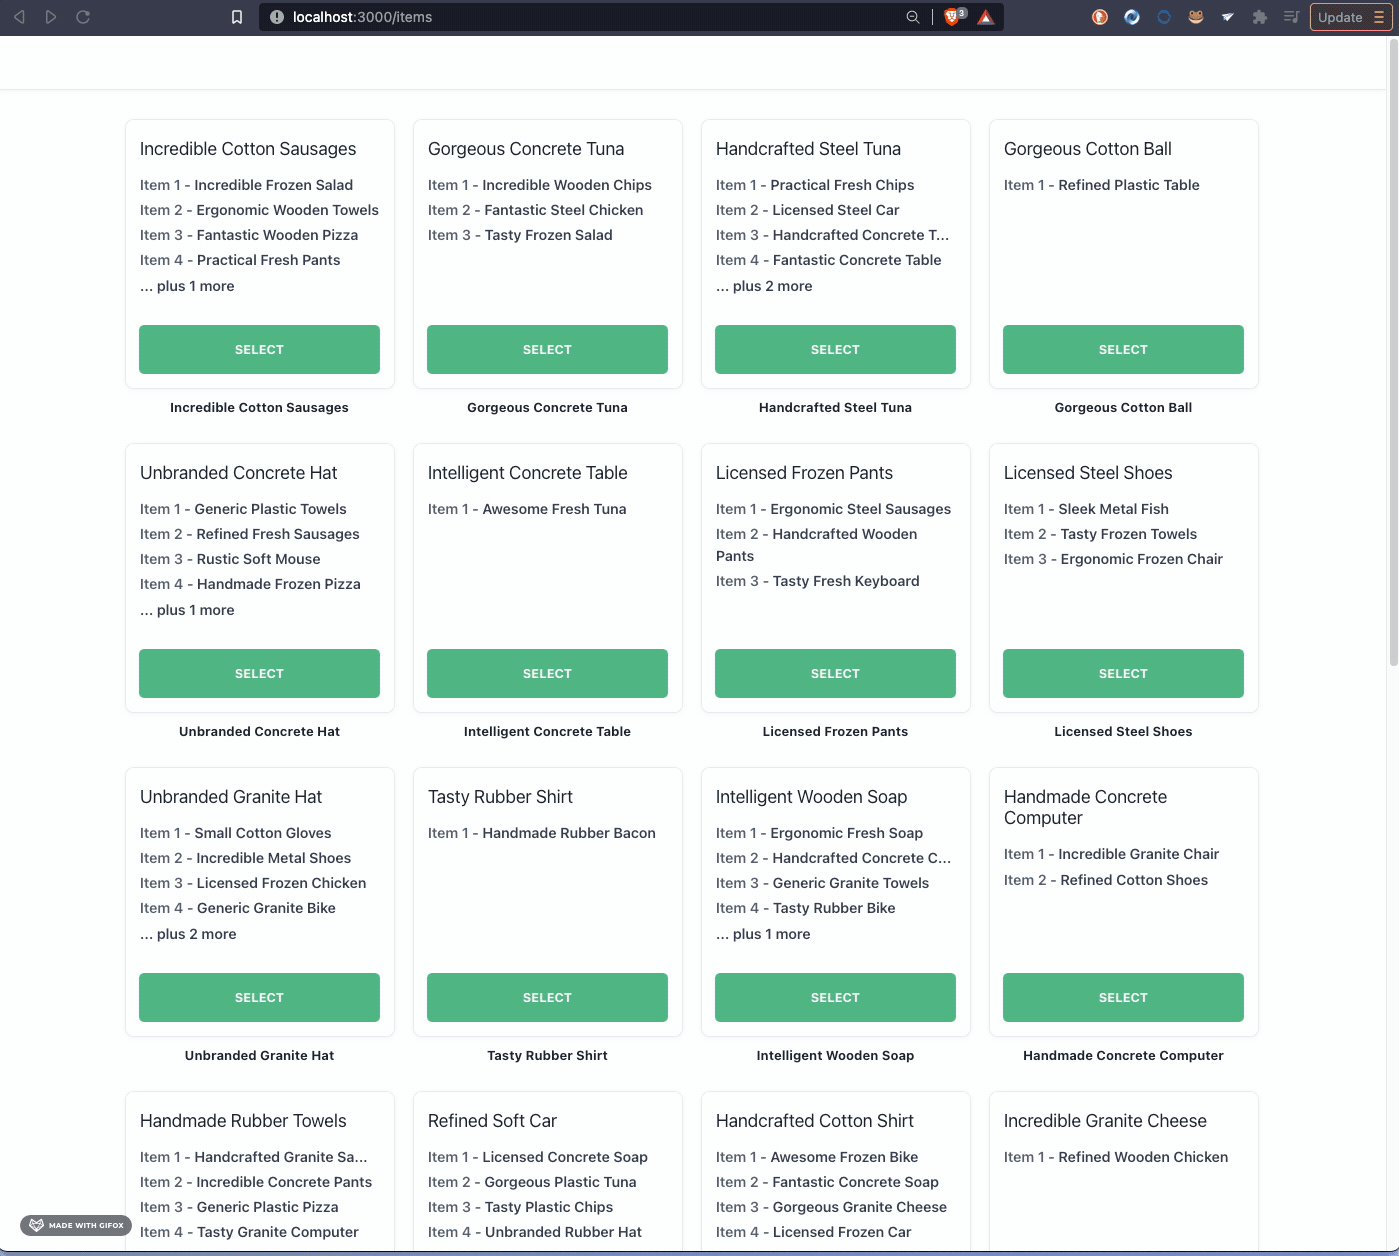 localhost:3000/items
3
Update
Incredible Cotton Sausages
Item 1 - Incredible Frozen Salad
Item 2 - Ergonomic Wooden Towels
Item 3 - Fantastic Wooden Pizza
Item 4 - Practical Fresh Pants
... plus 1 more
SELECT
Incredible Cotton Sausages
Gorgeous Concrete Tuna
Item 1 - Incredible Wooden Chips
Item 2 - Fantastic Steel Chicken
Item 3 - Tasty Frozen Salad
SELECT
Gorgeous Concrete Tuna
Handcrafted Steel Tuna
Item 1 - Practical Fresh Chips
Item 2 - Licensed Steel Car
Item 3 - Handcrafted Concrete T...
Item 4 - Fantastic Concrete Table
... plus 2 more
SELECT
Handcrafted Steel Tuna
Gorgeous Cotton Ball
Item 1 - Refined Plastic Table
SELECT
Gorgeous Cotton Ball
Unbranded Concrete Hat
Item 1 - Generic Plastic Towels
Item 2 - Refined Fresh Sausages
Item 3 - Rustic Soft Mouse
Item 4 - Handmade Frozen Pizza
... plus 1 more
SELECT
Unbranded Concrete Hat
Intelligent Concrete Table
Item 1 - Awesome Fresh Tuna
SELECT
Intelligent Concrete Table
Licensed Frozen Pants
Item 1 - Ergonomic Steel Sausages
Item 2 - Handcrafted Wooden
Pants
Item 3 - Tasty Fresh Keyboard
SELECT
Licensed Frozen Pants
Licensed Steel Shoes
Item 1 - Sleek Metal Fish
Item 2 - Tasty Frozen Towels
Item 3 - Ergonomic Frozen Chair
SELECT
Licensed Steel Shoes
Unbranded Granite Hat
Item 1 - Small Cotton Gloves
Item 2 - Incredible Metal Shoes
Item 3 - Licensed Frozen Chicken
Item 4 - Generic Granite Bike
... plus 2 more
SELECT
Unbranded Granite Hat
Tasty Rubber Shirt
Item 1 - Handmade Rubber Bacon
SELECT
Tasty Rubber Shirt
Intelligent Wooden Soap
Item 1 - Ergonomic Fresh Soap
Item 2 - Handcrafted Concrete C...
Item 3 - Generic Granite Towels
Item 4 - Tasty Rubber Bike
... plus 1 more
SELECT
Intelligent Wooden Soap
Handmade Concrete
Computer
Item 1 - Incredible Granite Chair
Item 2 - Refined Cotton Shoes
SELECT
Handmade Concrete Computer
Handmade Rubber Towels
Item 1 - Handcrafted Granite Sa...
Item 2 - Incredible Concrete Pants
Item 3 - Generic Plastic Pizza
Item 4 - Tasty Granite Computer
Refined Soft Car
Item 1 - Licensed Concrete Soap
Item 2 - Gorgeous Plastic Tuna
Item 3 - Tasty Plastic Chips
Item 4 - Unbranded Rubber Hat
Handcrafted Cotton Shirt
Item 1 - Awesome Frozen Bike
Item 2 - Fantastic Concrete Soap
Item 3 - Gorgeous Granite Cheese
Item 4 - Licensed Frozen Car
Incredible Granite Cheese
Item 1 - Refined Wooden Chicken
MADE WITH GIFOX